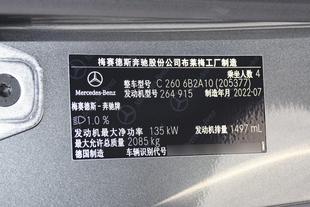 梅赛德斯奔驰股份公司布莱梅工厂制造
乘坐人数 4
Mercedes-Benz
整车型号 C 260 6B2A10 (205377)
发动机型号 264 915 制造年月 2022-07
梅赛德斯-奔驰牌
1.0 %
发动机最大净功率 135 kW 发动机排量 1497 mL
最大允许总质量 2085 kg
德国制造 车辆识别代号